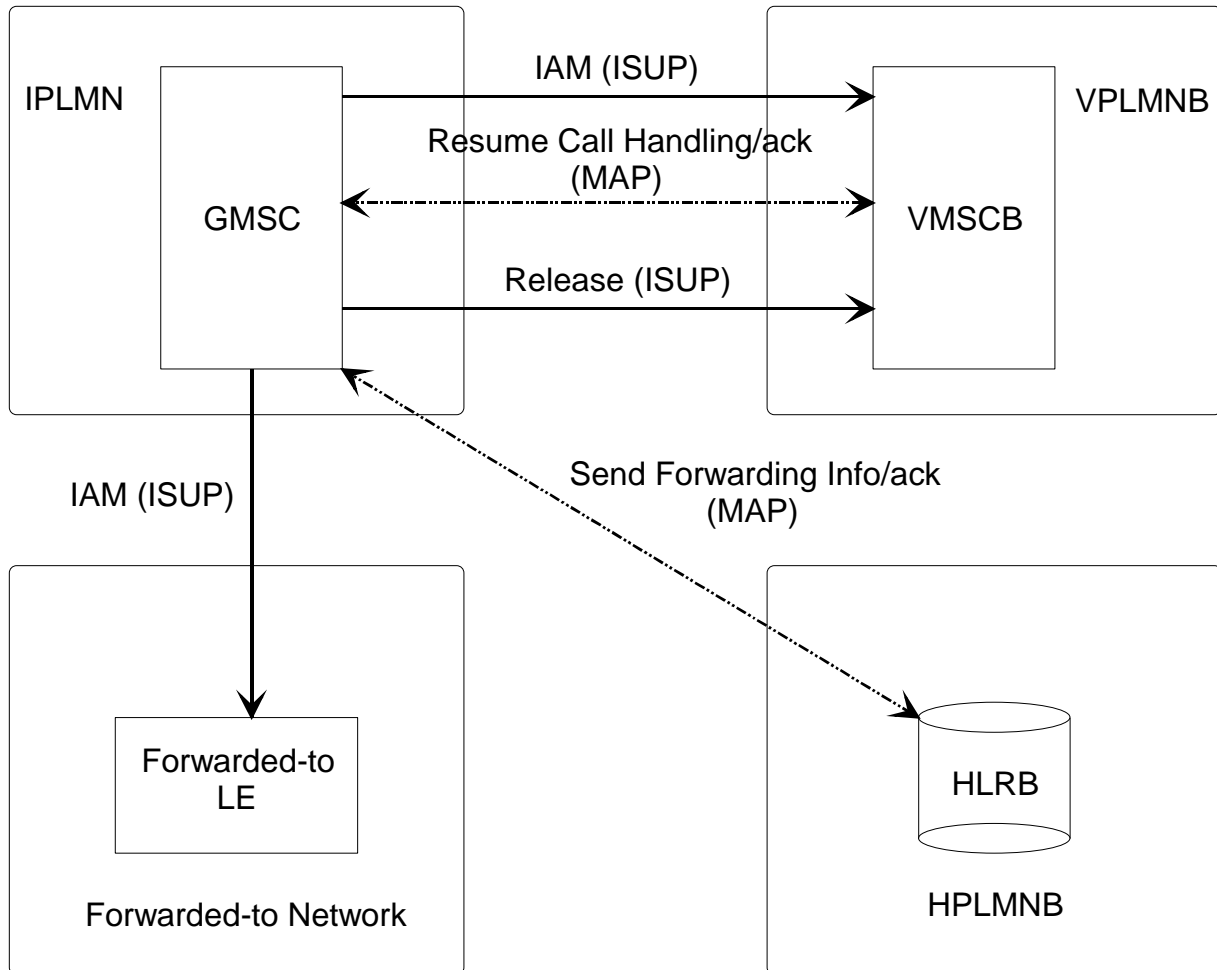 IAM (ISUP)
IPLMN
VPLMNB
Resume Call Handling/ack
(MAP)
GMSC
VMSCB
Release (ISUP)
Send Forwarding Info/ack
(MAP)
IAM (ISUP)
Forwarded-to
LE
HLRB
Forwarded-to Network
HPLMNB